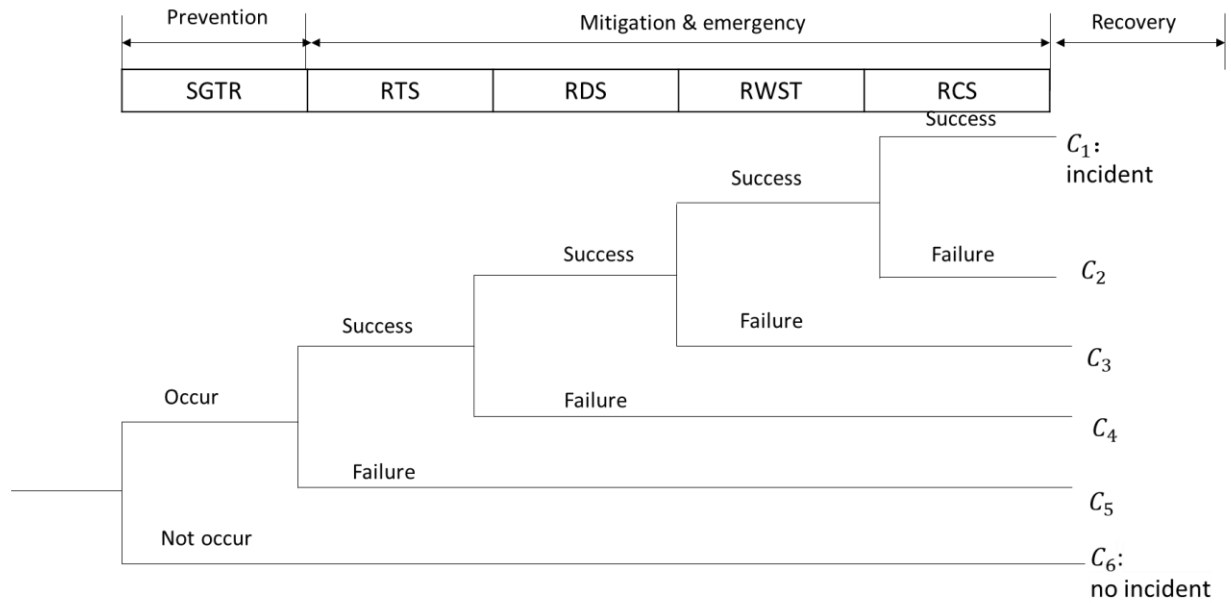 Prevention
Mitigation & emergency
Recovery
SGTR
RTS
RDS
RWST
RCS
Success
C₁:
incident
Success
Success
Failure
C₂
Success
Failure
C₃
Occur
Failure
C₄
Failure
C₅
Not occur
C₆:
no incident